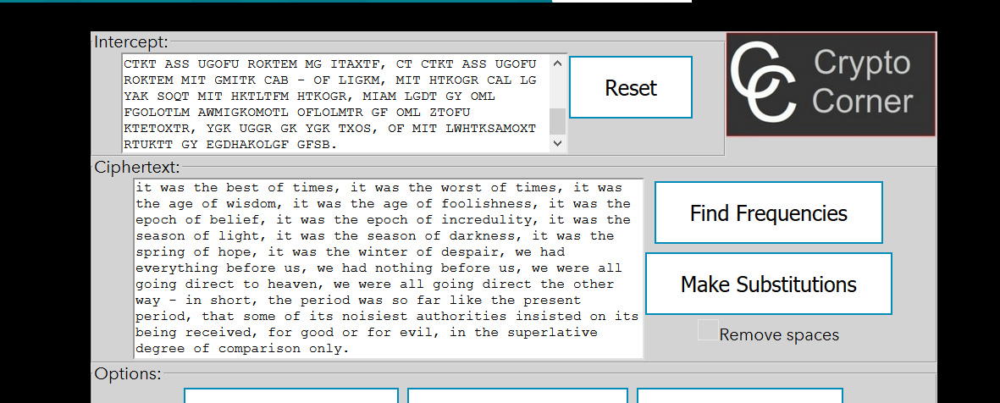 Intercept:
CTKT ASS UGOFU ROKTEM MG ITAXTF, CT CTKT ASS UGOFU
ROKTEM MIT GMITK CAB - OF LIGKM, MIT HTKOGR CAL LG
YAK SOQT MIT HKTLTFM HTKOGR, MIAM LGDT GY OML
FGOLOTLM AWMIGKOMOTL OFLOLMTR GF OML ZTOFU
KTETOXTR, YGK UGGR GK YGK TXOS, OF MIT LWHTKSAMOXT
RTUKTT GY EGDHAKOLGF GFSB.
Reset
CC Crypto
Corner
Ciphertext:
it was the best of times, it was the worst of times, it was
the age of wisdom, it was the age of foolishness, it was the
epoch of belief, it was the epoch of incredulity, it was the
season of light, it was the season of darkness, it was the
spring of hope, it was the winter of despair, we had
everything before us, we had nothing before us, we were all
going direct to heaven, we were all going direct the other
way - in short, the period was so far like the present
period, that some of its noisiest authorities insisted on its
being received, for good or for evil, in the superlative
degree of comparison only.
Find Frequencies
Make Substitutions
Remove spaces
Options: